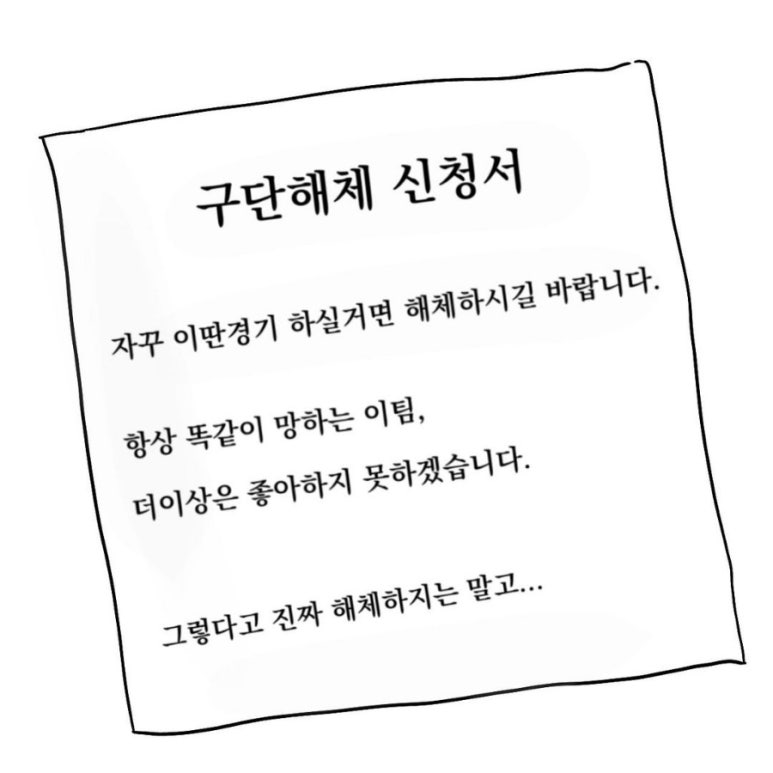 구단해체 신청서
자꾸 이딴경기 하실거면 해체하시길 바랍니다.
항상 똑같이 망하는 이팀,
더이상은 좋아하지 못하겠습니다.
그렇다고 진짜 해체하지는 말고...